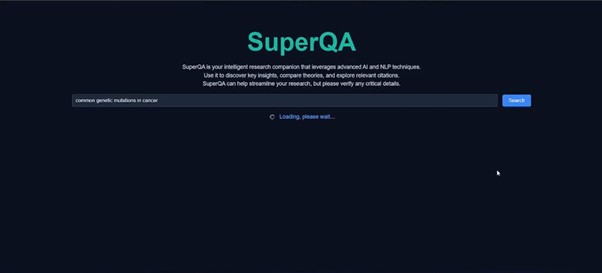 SuperQA
SuperQA is your intelligent research companion that leverages advanced AI and NLP techniques.
Use it to discover key insights, compare theories, and explore relevant citations.
SuperQA can help streamline your research, but please verify any critical details.
common genetic mutations in cancer
Search
Loading, please wait...